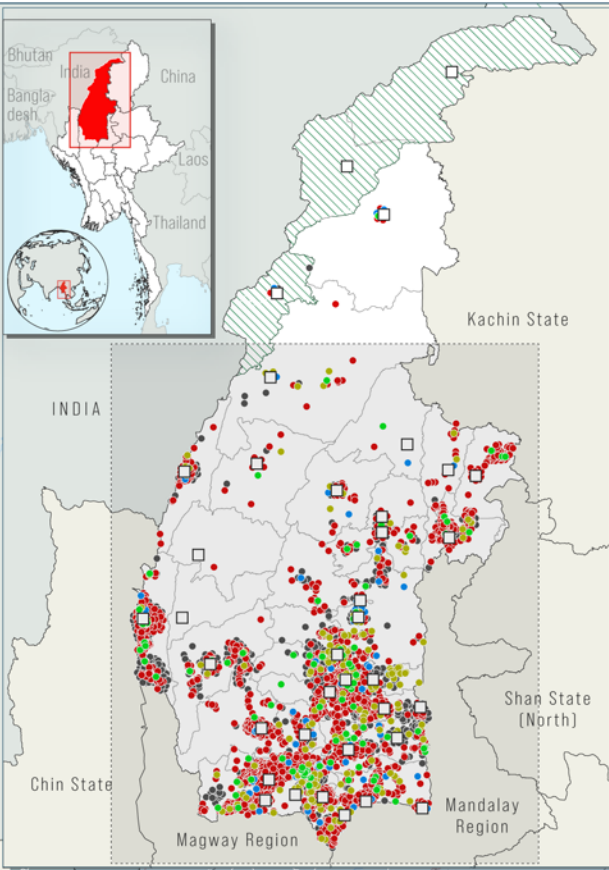 Bhutan
India
China
Bangla-
desh
Laos
Thailand
Kachin State
INDIA
Shan State
(North)
Chin State
Mandalay
Region
Magway Region